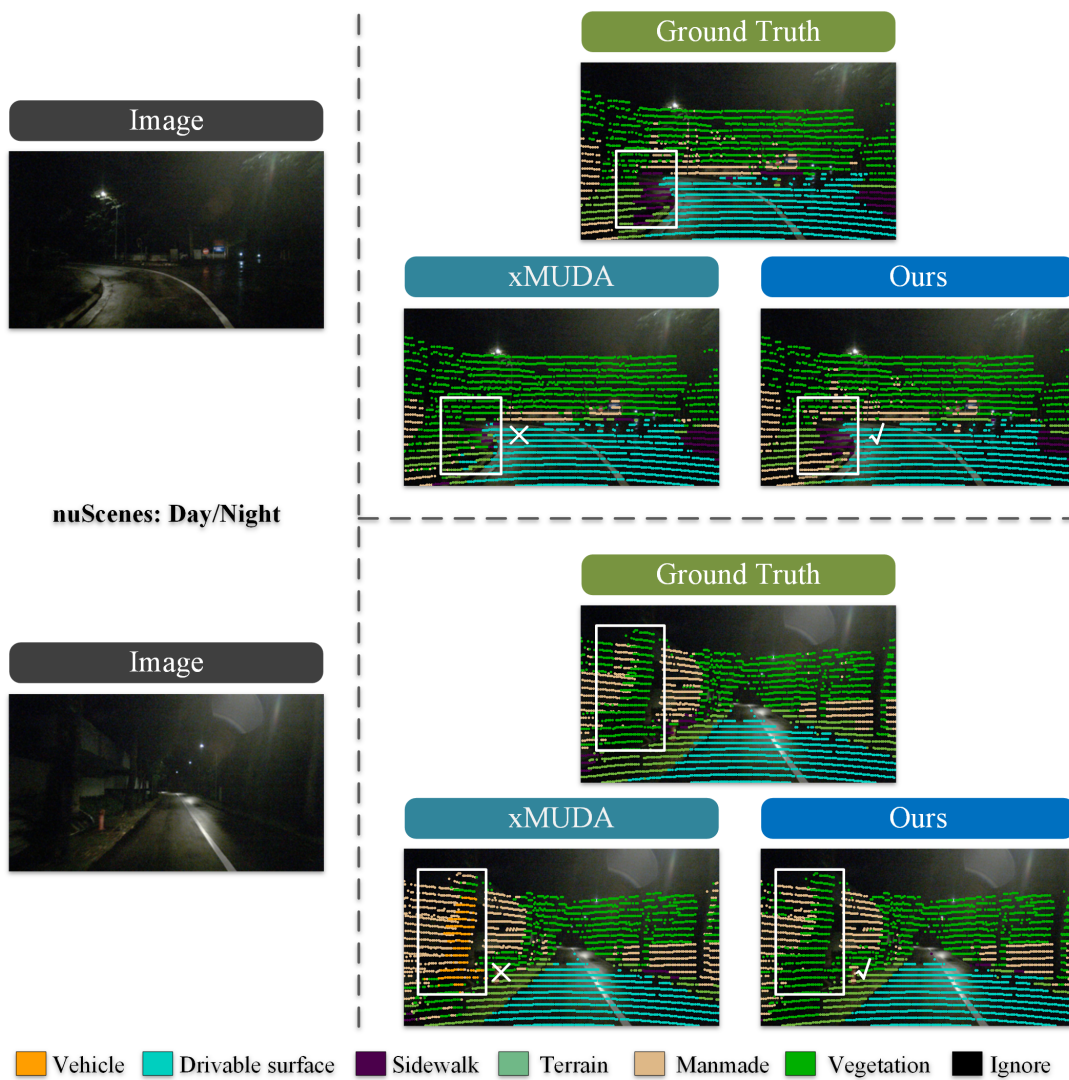 Ground Truth
Image
xMUDA
Ours
nuScenes: Day/Night
Ground Truth
Image
xMUDA
Ours
Vehicle
Drivable surface
Sidewalk
Terrain
Manmade
Vegetation
Ignore